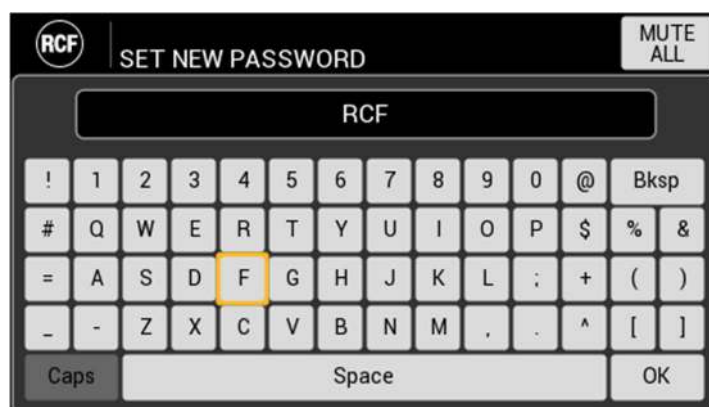 RCF
SET NEW PASSWORD
MUTE
ALL
RCF
! 1 2 3 4 5 6 7 8 9 0 @ Bksp
# Q W E R T Y U I O P $ % &
= A S D F G H J K L ; + ( )
_ - Z X C V B N M , . ^ [ ]
Caps Space OK